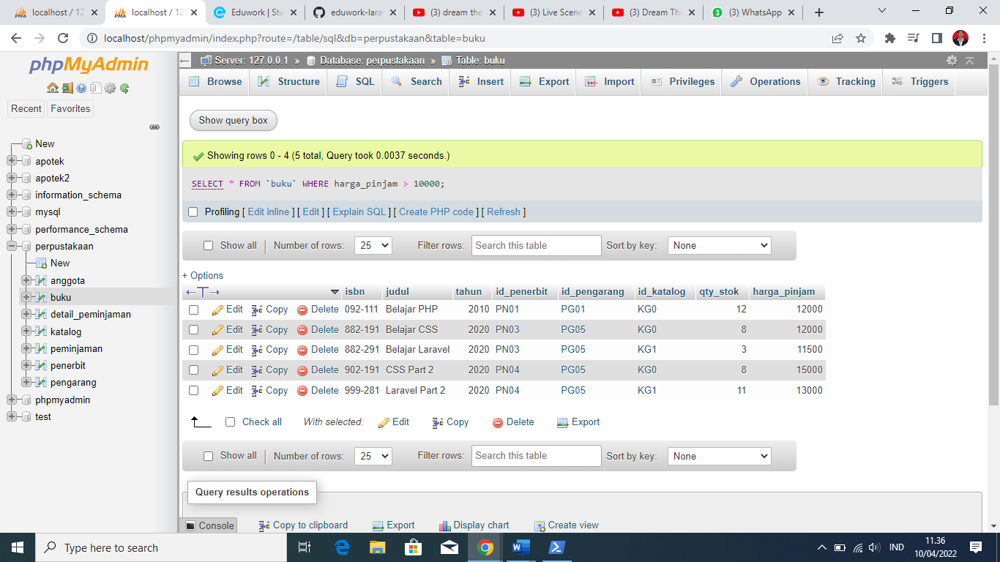 localhost / 12
localhost / 12
Eduwork | Stu
eduwork-lara
(3) dream the
(3) Live Scene
(3) Dream The
(3) WhatsApp
localhost/phpmyadmin/index.php?route=/table/sql&db=perpustakaan&table=buku
phpMyAdmin
Recent Favorites
New
apotek
apotek2
information_schema
mysql
performance_schema
perpustakaan
New
anggota
buku
detail_peminjaman
katalog
peminjaman
penerbit
pengarang
phpmyadmin
test
Server: 127.0.0.1 » Database: perpustakaan » Table: buku
Browse Structure SQL Search Insert Export Import Privileges Operations Tracking Triggers
Show query box
Showing rows 0 - 4 (5 total, Query took 0.0037 seconds.)
SELECT * FROM `buku` WHERE harga_pinjam > 10000;
Profiling [ Edit inline ] [ Edit ] [ Explain SQL ] [ Create PHP code ] [ Refresh ]
Show all Number of rows: 25 Filter rows: Search this table Sort by key: None
+ Options
isbn judul tahun id_penerbit id_pengarang id_katalog qty_stok harga_pinjam
Edit Copy Delete 092-111 Belajar PHP 2010 PN01 PG01 KG0 12 12000
Edit Copy Delete 882-191 Belajar CSS 2020 PN03 PG05 KG0 8 12000
Edit Copy Delete 882-291 Belajar Laravel 2020 PN03 PG05 KG1 3 11500
Edit Copy Delete 902-191 CSS Part 2 2020 PN04 PG05 KG0 8 15000
Edit Copy Delete 999-281 Laravel Part 2 2020 PN04 PG05 KG1 11 13000
Check all With selected: Edit Copy Delete Export
Show all Number of rows: 25 Filter rows: Search this table Sort by key: None
Query results operations
Console Copy to clipboard Export Display chart Create view
Type here to search
IND
11.36
10/04/2022